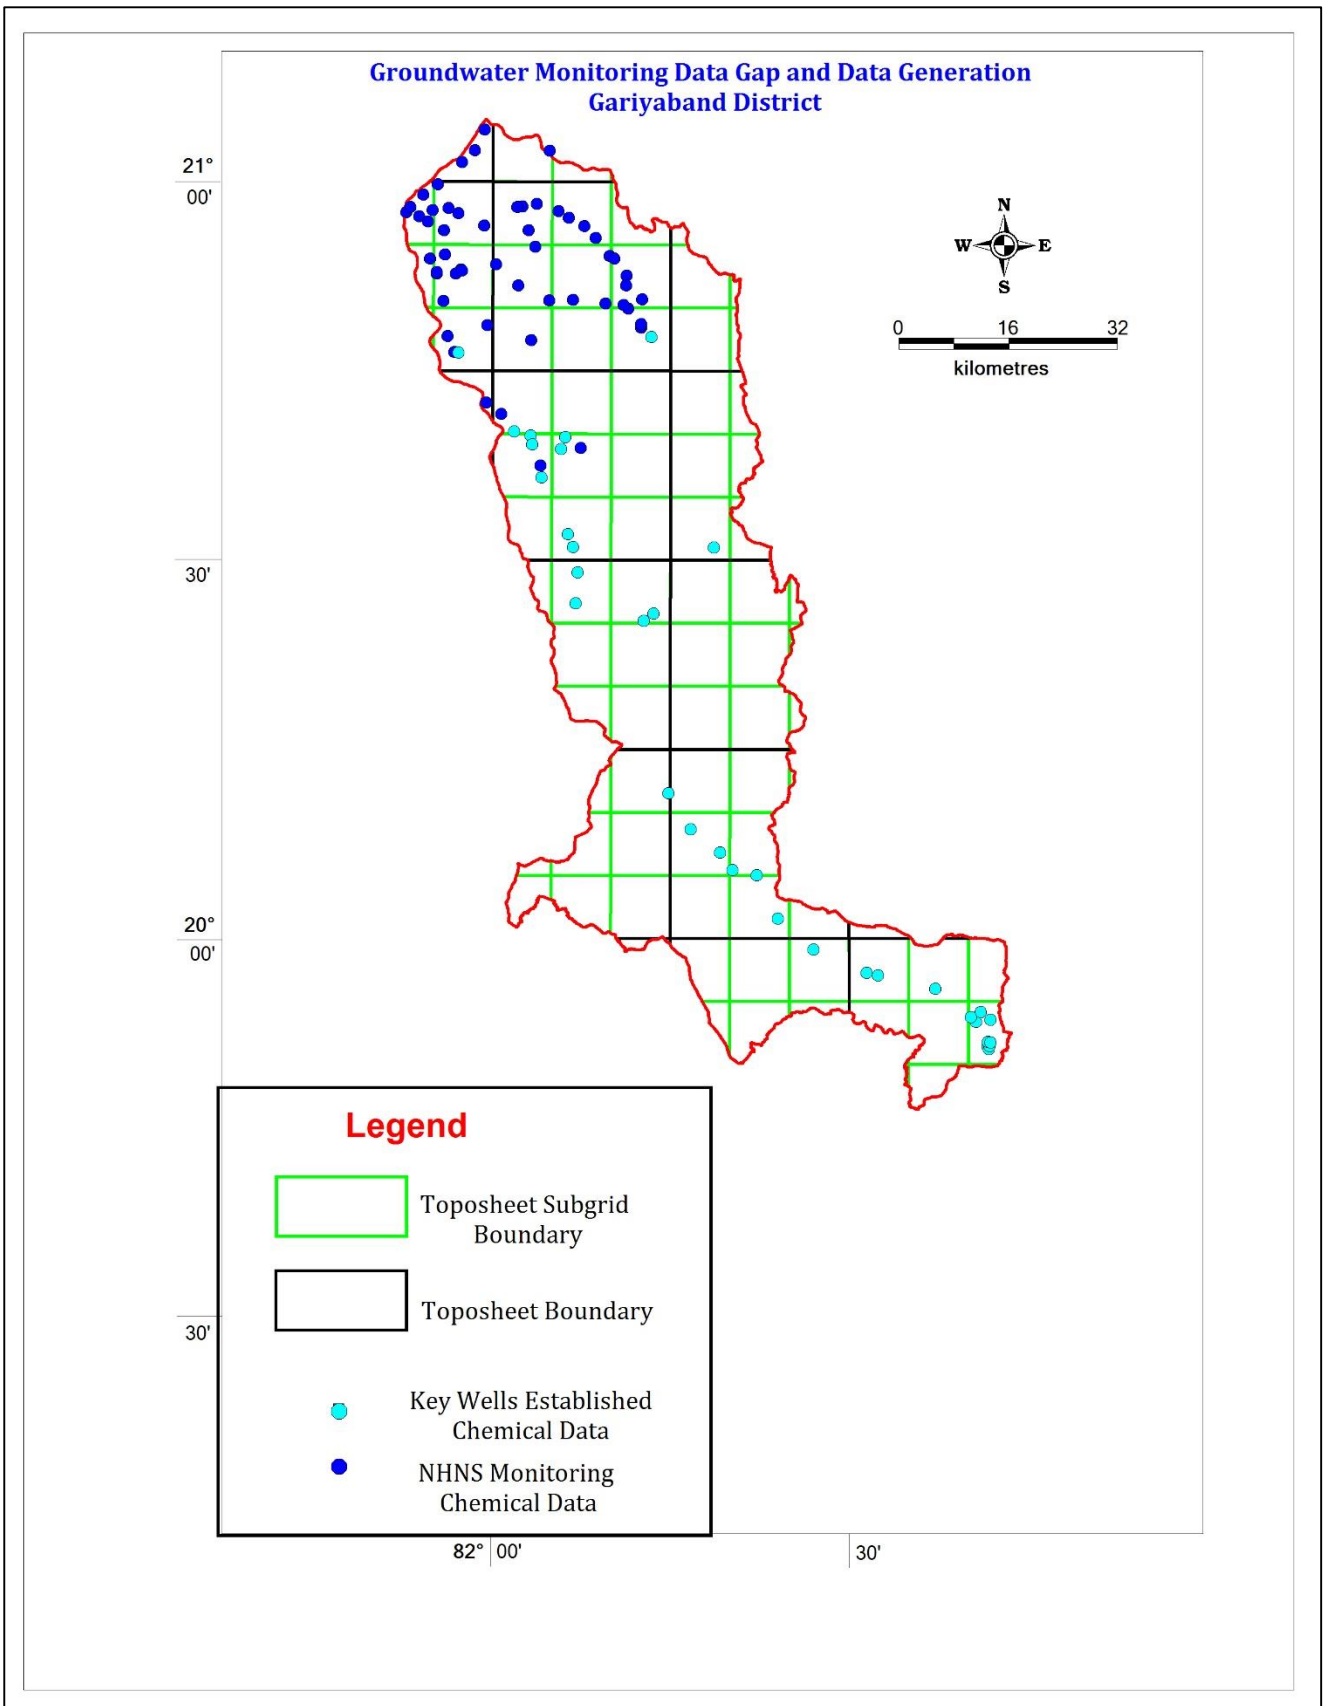 Groundwater Monitoring Data Gap and Data Generation
Gariyaband District
21°
00'
N
W E
S
0 16 32
kilometres
30'
20°
00'
Legend
Toposheet Subgrid
Boundary
Toposheet Boundary
30'
Key Wells Established
Chemical Data
NHNS Monitoring
Chemical Data
82° 00'
30'